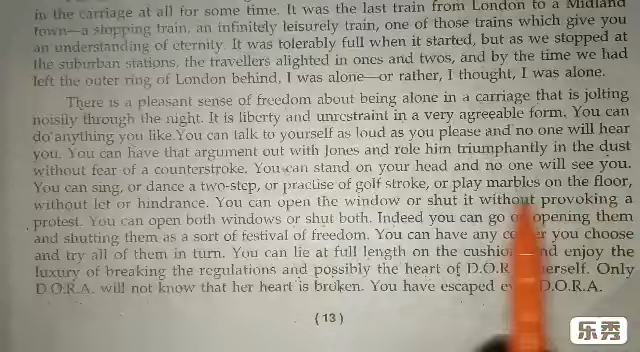 in the carriage at all for some time. It was the last train from London to a Midland
town—a stopping train, an infinitely leisurely train, one of those trains which give you
an understanding of eternity. It was tolerably full when it started, but as we stopped at
the suburban stations, the travellers alighted in ones and twos, and by the time we had
left the outer ring of London behind, I was alone—or rather, I thought, I was alone.
There is a pleasant sense of freedom about being alone in a carriage that is jolting
noisily through the night. It is liberty and unrestraint in a very agreeable form. You can
do anything you like.You can talk to yourself as loud as you please and no one will hear
you. You can have that argument out with Jones and role him triumphantly in the dust
without fear of a counterstroke. You can stand on your head and no one will see you.
You can sing, or dance a two-step, or practise of golf stroke, or play marbles on the floor,
without let or hindrance. You can open the window or shut it without provoking a
protest. You can open both windows or shut both. Indeed you can go opening them
and shutting them as a sort of festival of freedom. You can have any you choose
and try all of them in turn. You can lie at full length on the enjoy the
luxury of breaking the regulations and possibly the heart of Only
D.O.R.A. will not know that her heart is broken. You have escaped D.O.R.A.
(13)
乐秀